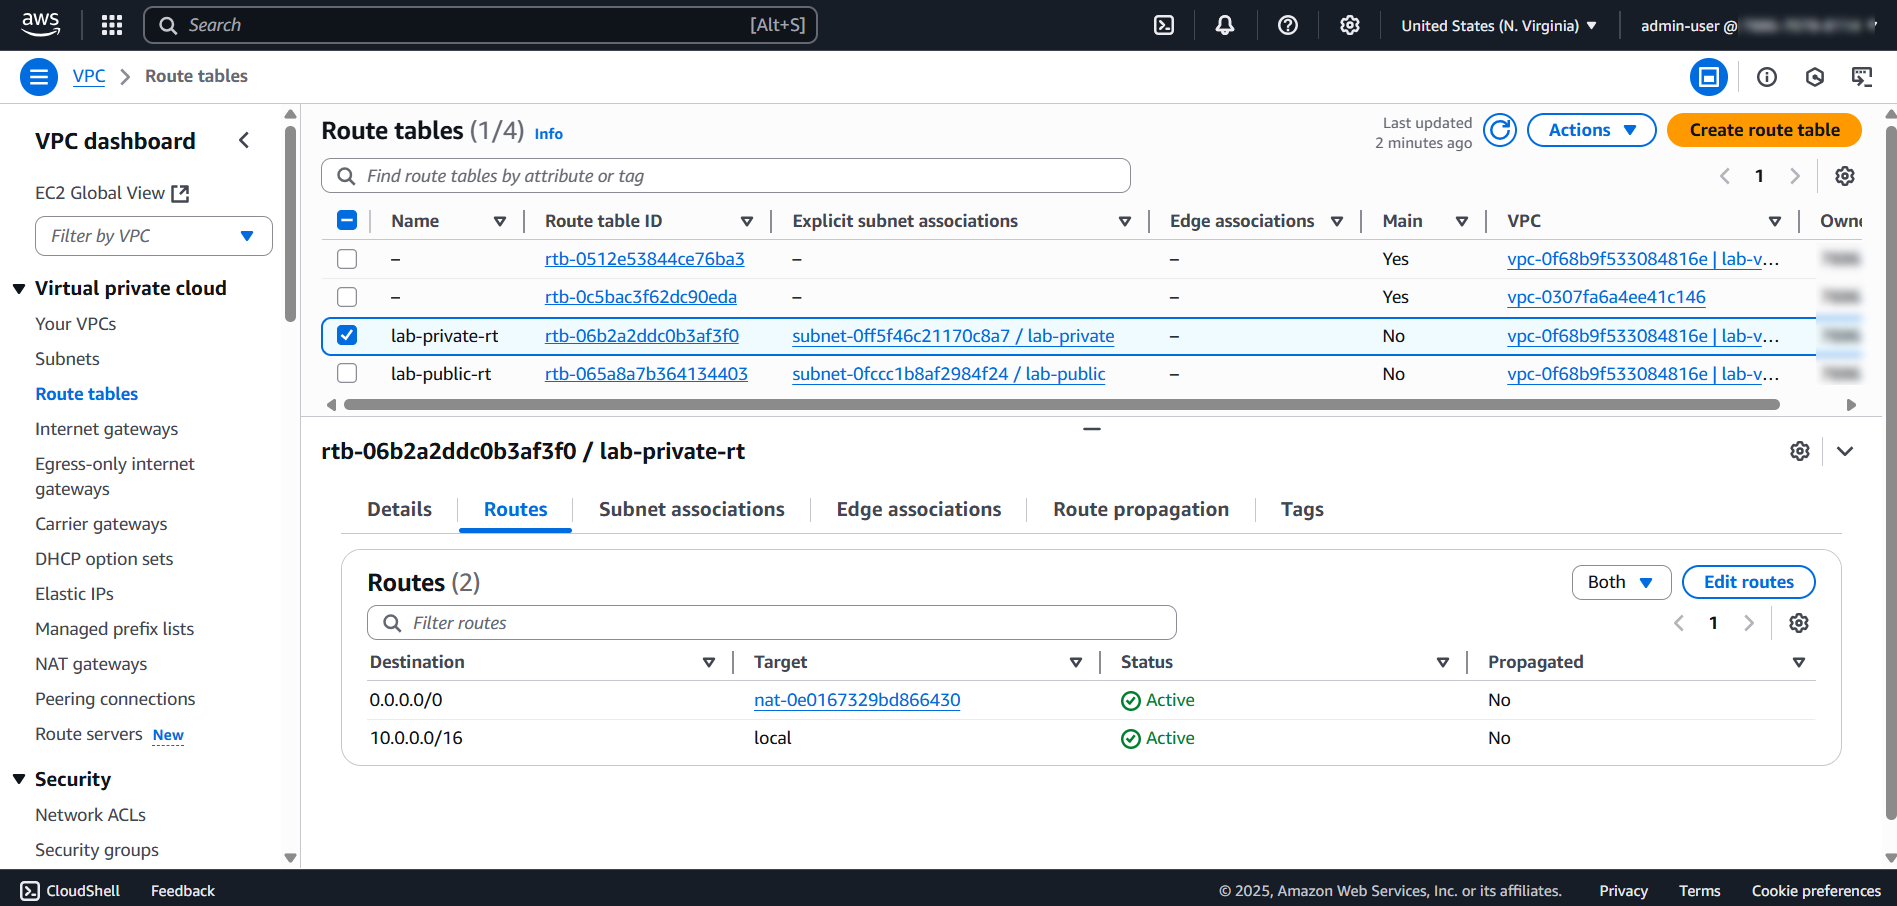 aws
Search [Alt+S]
United States (N. Virginia)
admin-user @
VPC > Route tables
VPC dashboard
EC2 Global View
Filter by VPC
Virtual private cloud
Your VPCs
Subnets
Route tables
Internet gateways
Egress-only internet
gateways
Carrier gateways
DHCP option sets
Elastic IPs
Managed prefix lists
NAT gateways
Peering connections
Route servers New
Security
Network ACLs
Security groups
Route tables (1/4) Info
Last updated
2 minutes ago
Actions
Create route table
Find route tables by attribute or tag
1
Name Route table ID Explicit subnet associations Edge associations Main VPC Owne
– rtb-0512e53844ce76ba3 – – Yes vpc-0f68b9f533084816e | lab-v...
– rtb-0c5bac3f62dc90eda – – Yes vpc-0307fa6a4ee41c146
lab-private-rt rtb-06b2a2ddc0b3af3f0 subnet-0ff5f46c21170c8a7 / lab-private – No vpc-0f68b9f533084816e | lab-v...
lab-public-rt rtb-065a8a7b364134403 subnet-0fccc1b8af2984f24 / lab-public – No vpc-0f68b9f533084816e | lab-v...
rtb-06b2a2ddc0b3af3f0 / lab-private-rt
Details Routes Subnet associations Edge associations Route propagation Tags
Routes (2)
Both
Edit routes
Filter routes
1
Destination Target Status Propagated
0.0.0.0/0 nat-0e0167329bd866430 Active No
10.0.0.0/16 local Active No
CloudShell Feedback © 2025, Amazon Web Services, Inc. or its affiliates. Privacy Terms Cookie preferences